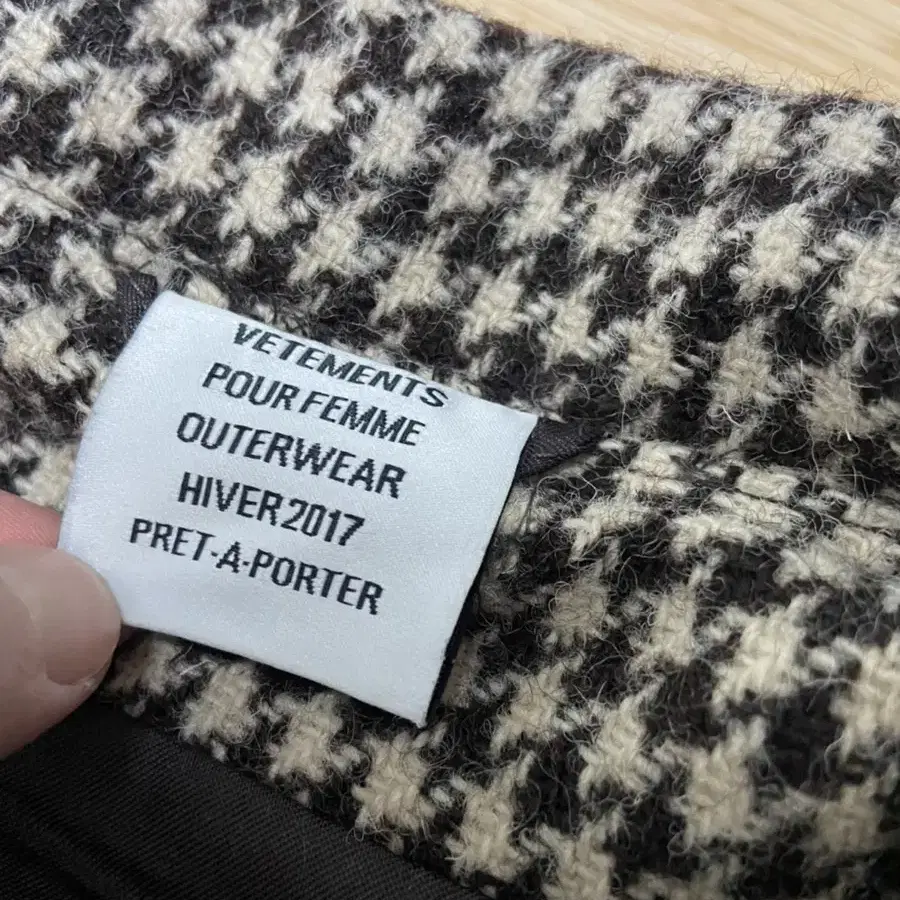 VETEMENTS
POUR FEMME
OUTERWEAR
HIVER 2017
PRET-A-PORTER